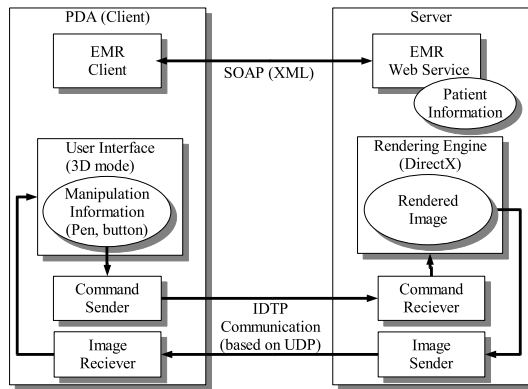 PDA (Client)
Server
EMR
Client
SOAP (XML)
EMR
Web Service
Patient
Information
User Interface
(3D mode)
Manipulation
Information
(Pen, button)
Rendering Engine
(DirectX)
Rendered
Image
Command
Sender
IDTP
Communication
(based on UDP)
Command
Reciever
Image
Reciever
Image
Sender